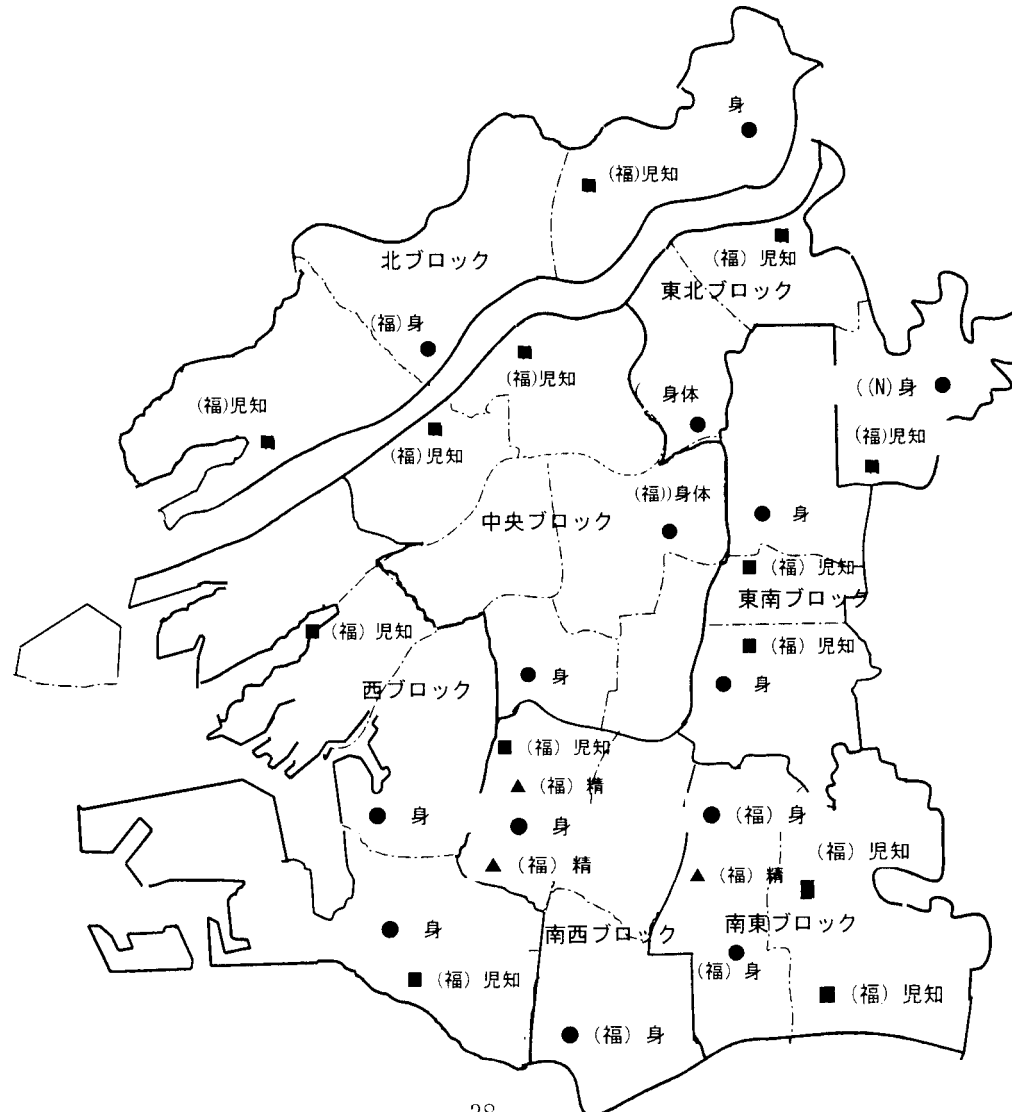 身
(福)児知
(福) 児知
北ブロック
東北ブロック
(福)身
(福)児知
身体
((N)身
(福)児知
(福)児知
(福)児知
(福))身体
中央ブロック
身
(福) 児知
東南ブロック
(福) 児知
(福) 児知
身
西ブロック
身
(福) 児知
(福) 精
身
身
(福) 身
(福) 児知
(福) 精
(福) 精
南東ブロック
身
南西ブロック
(福) 身
(福) 児知
(福) 児知
(福) 身
28